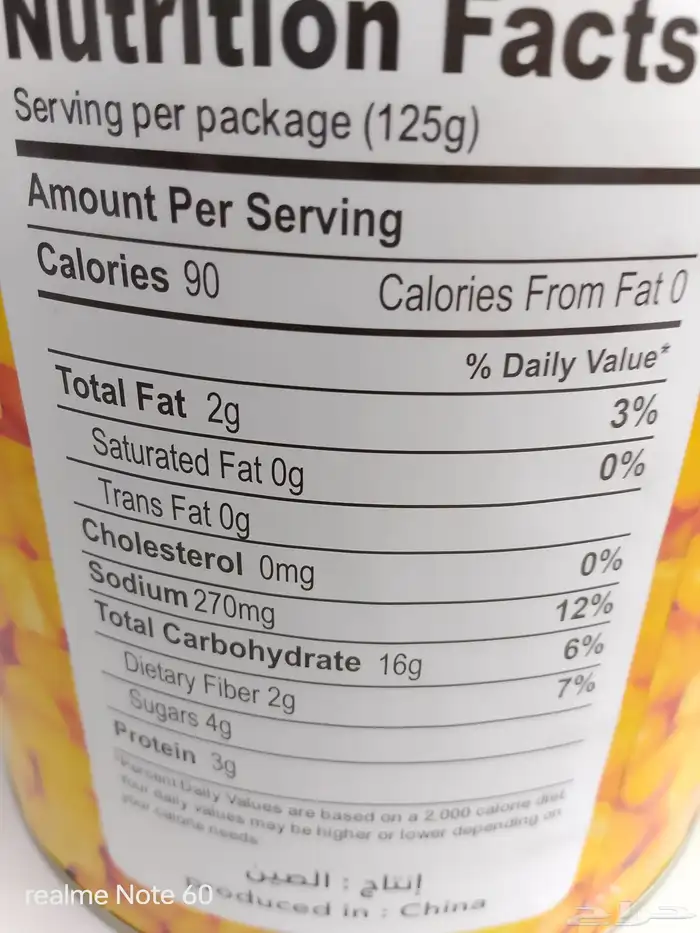 Nutrition Facts
Serving per package (125g)
Amount Per Serving
Calories 90 Calories From Fat 0
% Daily Value*
Total Fat 2g 3%
Saturated Fat 0g 0%
Trans Fat 0g
Cholesterol 0mg 0%
Sodium 270mg 12%
Total Carbohydrate 16g 6%
Dietary Fiber 2g 7%
Sugars 4g
Protein 3g
*Percent Daily Values are based on a 2,000 calorie diet.
Your daily values may be higher or lower depending on
your calorie needs
إنتاج : الصين
Produced in : China
realme Note 60
حراج